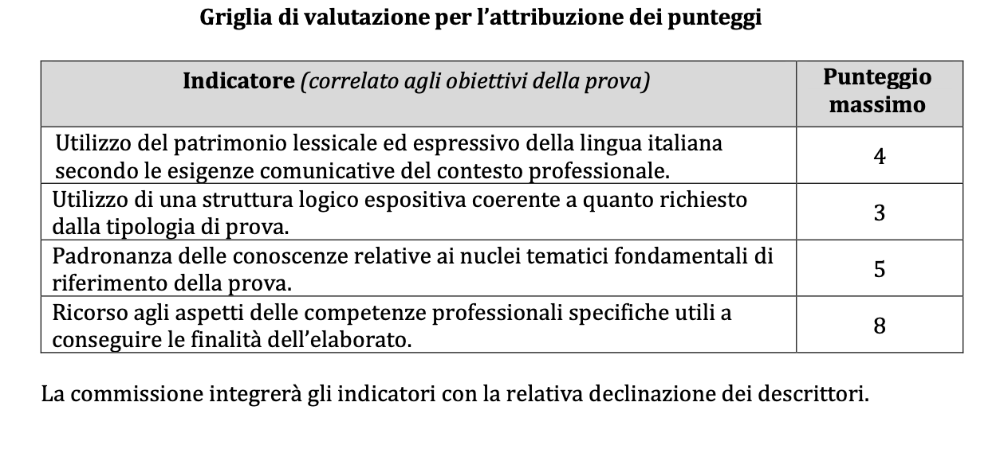 Griglia di valutazione per l’attribuzione dei punteggi
Indicatore (correlato agli obiettivi della prova)
Punteggio
massimo
Utilizzo del patrimonio lessicale ed espressivo della lingua italiana
secondo le esigenze comunicative del contesto professionale.
4
Utilizzo di una struttura logico espositiva coerente a quanto richiesto
dalla tipologia di prova.
3
Padronanza delle conoscenze relative ai nuclei tematici fondamentali di
riferimento della prova.
5
Ricorso agli aspetti delle competenze professionali specifiche utili a
conseguire le finalità dell’elaborato.
8
La commissione integrerà gli indicatori con la relativa declinazione dei descrittori.